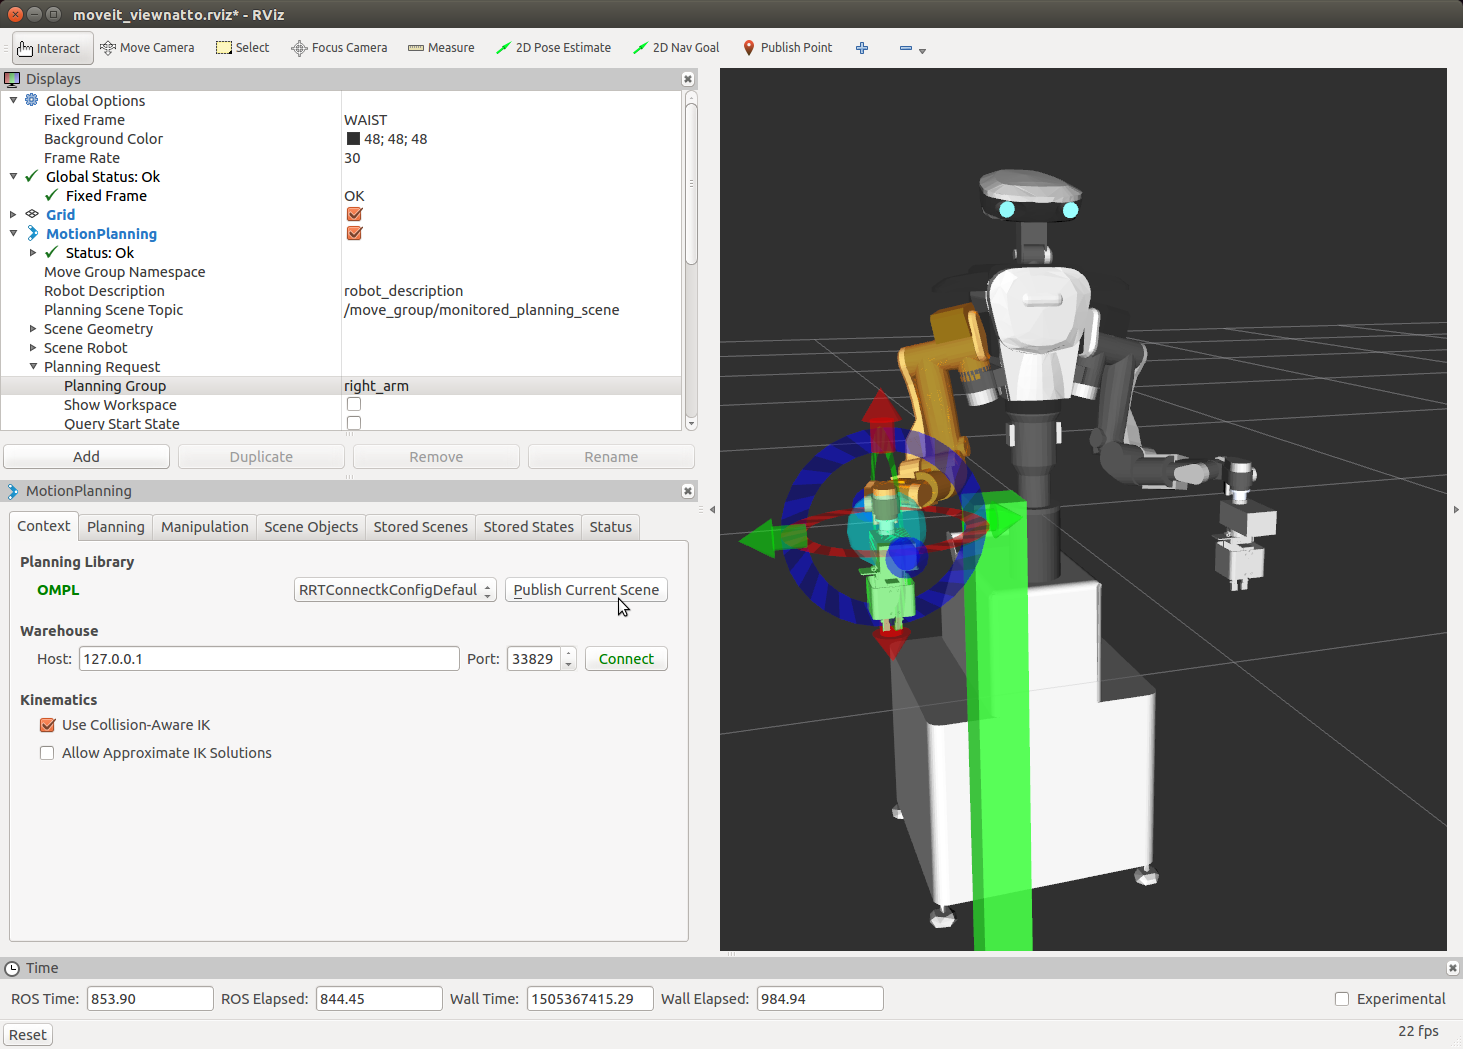 moveit_viewnatto.rviz* - RViz
Interact Move Camera Select Focus Camera Measure 2D Pose Estimate 2D Nav Goal Publish Point
Displays
Global Options
Fixed Frame WAIST
Background Color 48; 48; 48
Frame Rate 30
Global Status: Ok
Fixed Frame OK
Grid
MotionPlanning
Status: Ok
Move Group Namespace
Robot Description robot_description
Planning Scene Topic /move_group/monitored_planning_scene
Scene Geometry
Scene Robot
Planning Request
Planning Group right_arm
Show Workspace
Query Start State
Add Duplicate Remove Rename
MotionPlanning
Context Planning Manipulation Scene Objects Stored Scenes Stored States Status
Planning Library
OMPL RRTConnectkConfigDefaul Publish Current Scene
Warehouse
Host: 127.0.0.1 Port: 33829 Connect
Kinematics
Use Collision-Aware IK
Allow Approximate IK Solutions
Time
ROS Time: 853.90 ROS Elapsed: 844.45 Wall Time: 1505367415.29 Wall Elapsed: 984.94 Experimental
Reset 22 fps